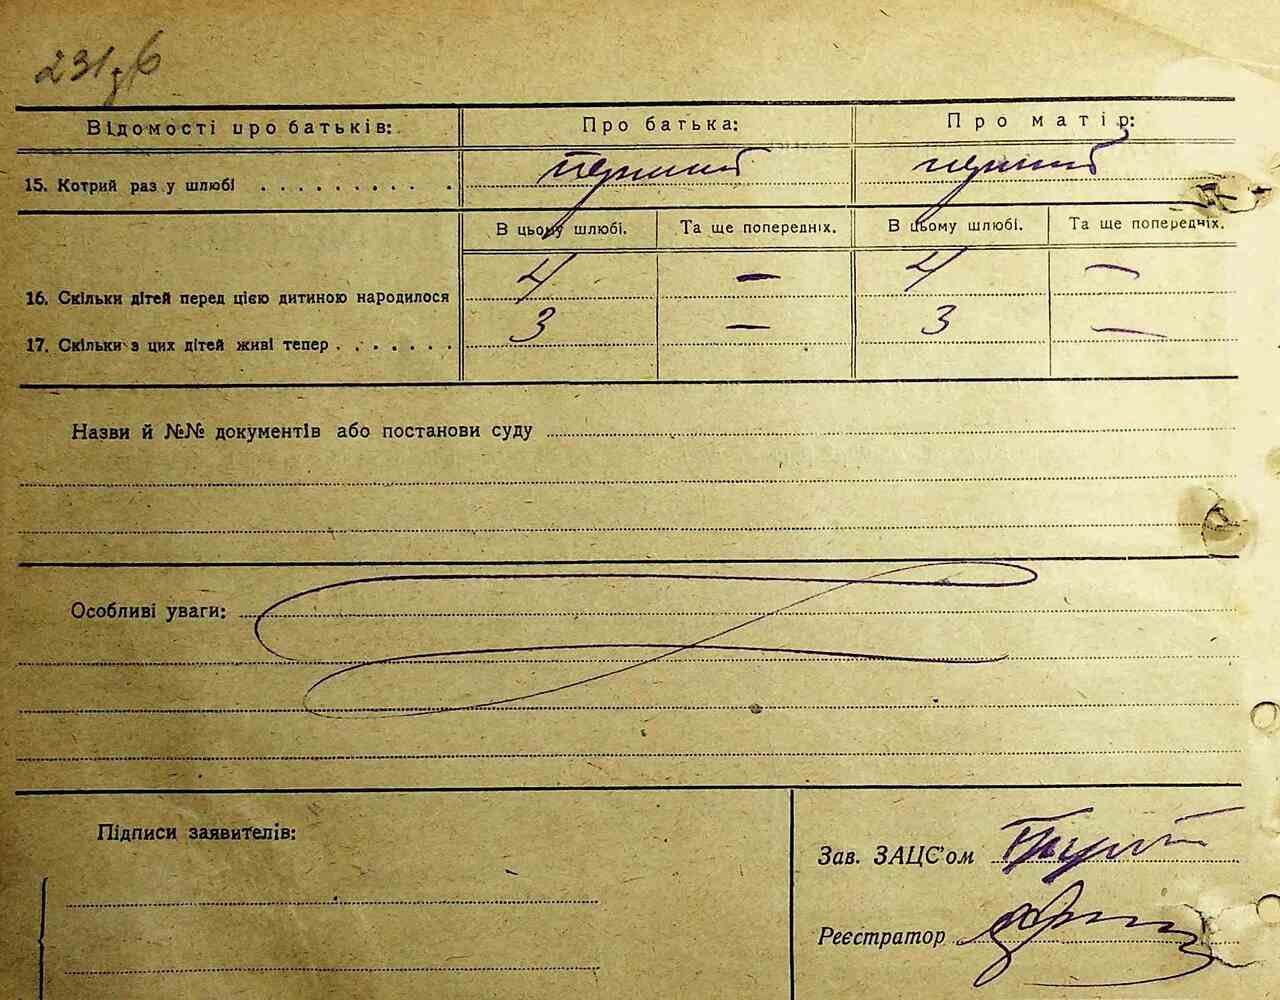 231зв
Відомості про батьків: Про батька: Про матір:
15. Котрий раз у шлюбі . . . . . . . . . . перший перший
В цьому шлюбі. Та ще попередніх. В цьому шлюбі. Та ще попередніх.
16. Скільки дітей перед цією дитиною народилося 4 — 4 —
17. Скільки з цих дітей живі тепер . . . . . . . 3 — 3 —
Назви й №№ документів або постанови суду
Особливі уваги:
Підписи заявителів:
Зав. ЗАЦС'ом
Реєстратор